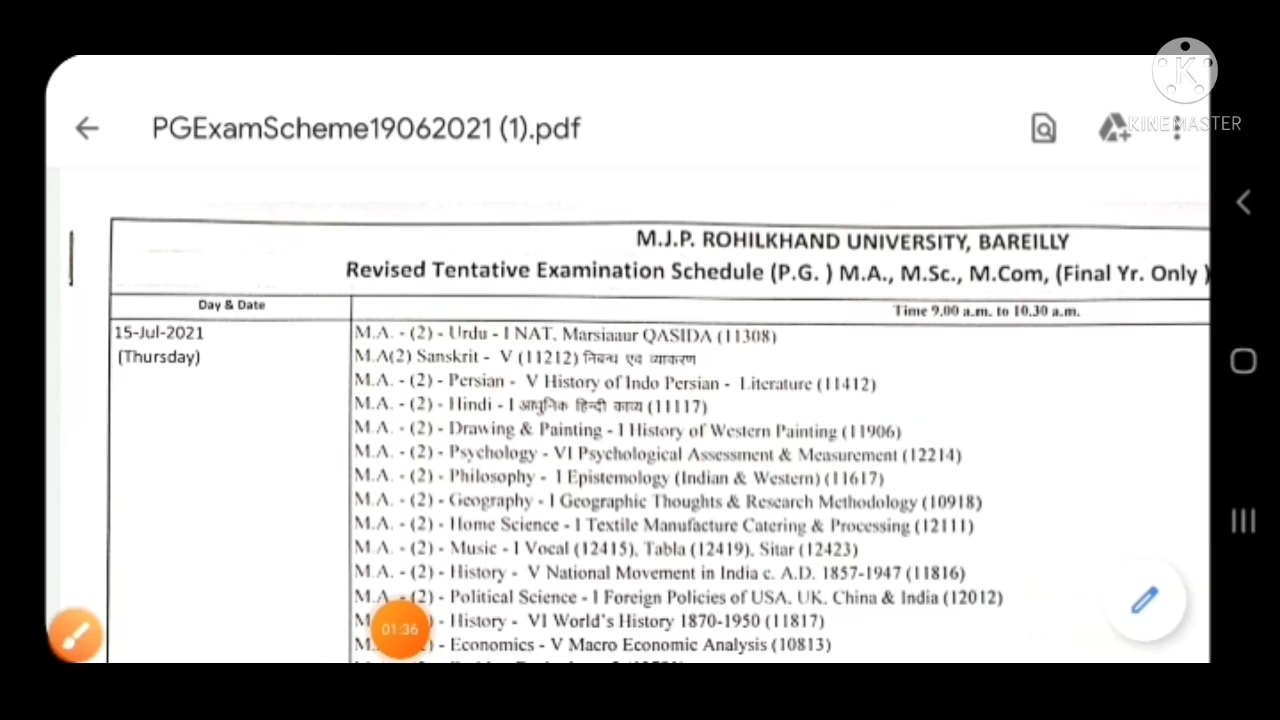 PGExamScheme19062021 (1).pdf
K
KINEMASTER
M.J.P. ROHILKHAND UNIVERSITY, BAREILLY
Revised Tentative Examination Schedule (P.G. ) M.A., M.Sc., M.Com, (Final Yr. Only )
Day & Date
Time 9.00 a.m. to 10.30 a.m.
15-Jul-2021
(Thursday)
M.A. - (2) - Urdu - I NAT, Marsiaaur QASIDA (11308)
M.A(2) Sanskrit - V (11212) निबन्ध एव व्याकरण
M.A. - (2) - Persian - V History of Indo Persian - Literature (11412)
M.A. - (2) - Hindi - I आधुनिक हिन्दी काव्य (11117)
M.A. - (2) - Drawing & Painting - I History of Western Painting (11906)
M.A. - (2) - Psychology - VI Psychological Assessment & Measurement (12214)
M.A. - (2) - Philosophy - I Epistemology (Indian & Western) (11617)
M.A. - (2) - Geography - I Geographic Thoughts & Research Methodology (10918)
M.A. - (2) - Home Science - I Textile Manufacture Catering & Processing (12111)
M.A. - (2) - Music - I Vocal (12415), Tabla (12419), Sitar (12423)
M.A. - (2) - History - V National Movement in India c. A.D. 1857-1947 (11816)
M.A. - (2) - Political Science - I Foreign Policies of USA, UK, China & India (12012)
M ) - History - VI World's History 1870-1950 (11817)
M. ) - Economics - V Macro Economic Analysis (10813)
01:36